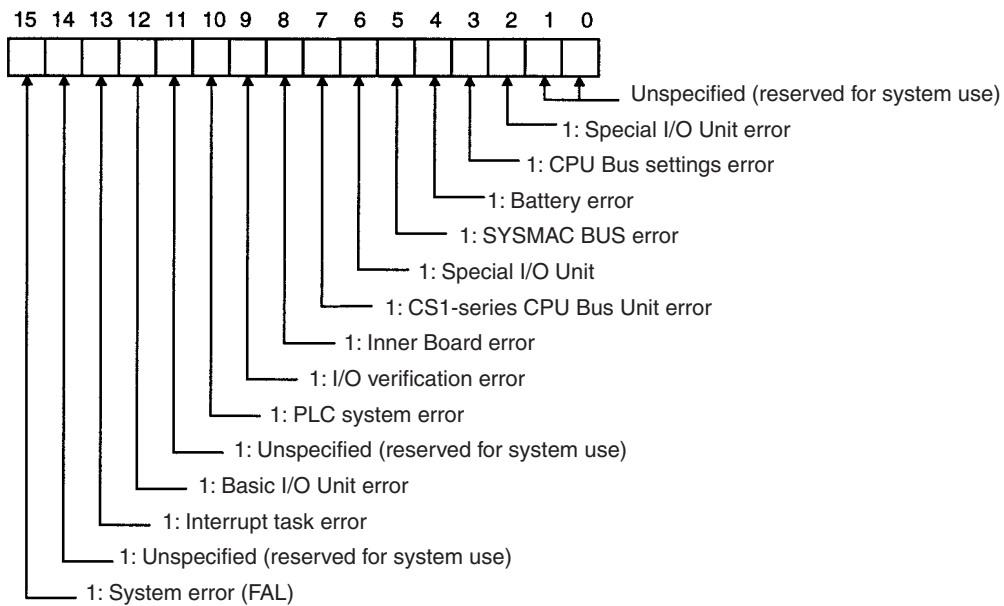 15 14 13 12 11 10 9 8 7 6 5 4 3 2 1 0
Unspecified (reserved for system use)
1: Special I/O Unit error
1: CPU Bus settings error
1: Battery error
1: SYSMAC BUS error
1: Special I/O Unit
1: CS1-series CPU Bus Unit error
1: Inner Board error
1: I/O verification error
1: PLC system error
1: Unspecified (reserved for system use)
1: Basic I/O Unit error
1: Interrupt task error
1: Unspecified (reserved for system use)
1: System error (FAL)